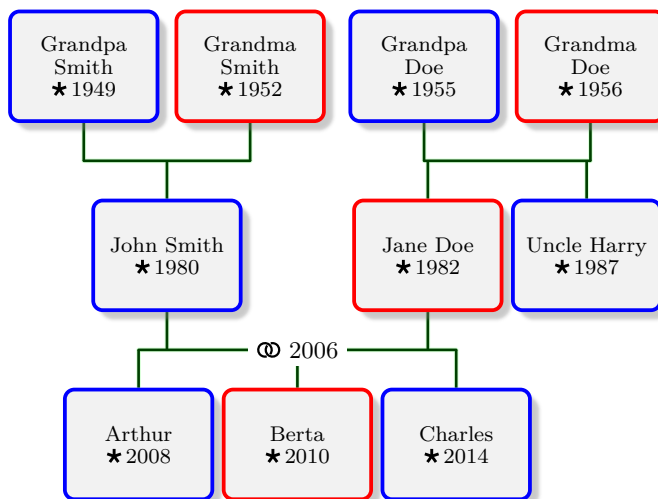 Grandpa
Smith
★1949
Grandma
Smith
★1952
Grandpa
Doe
★1955
Grandma
Doe
★1956
John Smith
★1980
Jane Doe
★1982
Uncle Harry
★1987
⚭ 2006
Arthur
★2008
Berta
★2010
Charles
★2014